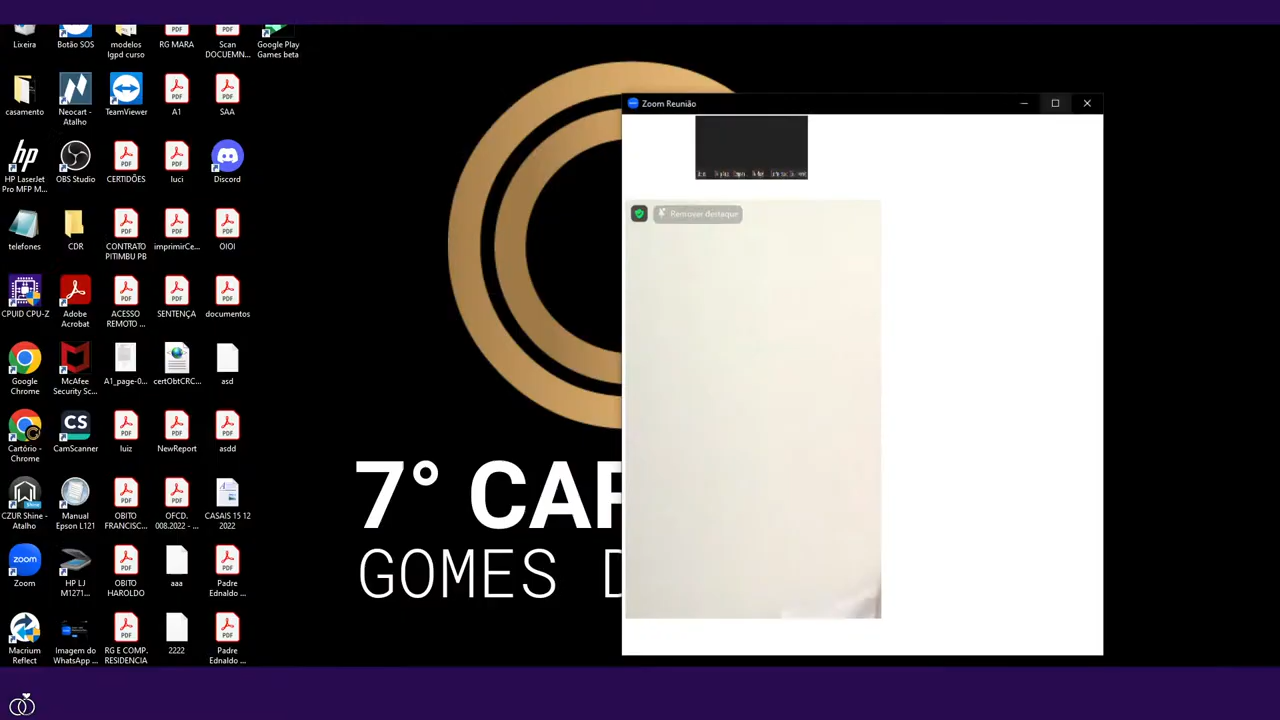 Lixeira
Botão SOS
modelos
lgpd curso
RG MARA
Scan
DOCUEMN...
Google Play
Games beta
casamento
Neocart -
Atalho
TeamViewer
A1
SAA
HP LaserJet
Pro MFP M...
OBS Studio
CERTIDÕES
luci
Discord
telefones
CDR
CONTRATO
PITIMBU PB
imprimirCe...
OIOI
CPUID CPU-Z
Adobe
Acrobat
ACESSO
REMOTO ...
SENTENÇA
documentos
Google
Chrome
McAfee
Security Sc...
A1_page-0...
certObtCRC...
asd
Cartório -
Chrome
CS
CamScanner
luiz
NewReport
asdd
CZUR Shine -
Atalho
Manual
Epson L121
OBITO
FRANCISC...
OFCD.
008.2022 - ...
CASAIS 15 12
2022
zoom
Zoom
HP LJ
M1271...
OBITO
HAROLDO
aaa
Padre
Ednaldo ...
Macrium
Reflect
Imagem do
WhatsApp ...
RG E COMP.
RESIDENCIA
2222
Padre
Ednaldo ...
7° CAR
GOMES D
Zoom Reunião
Remover destaque